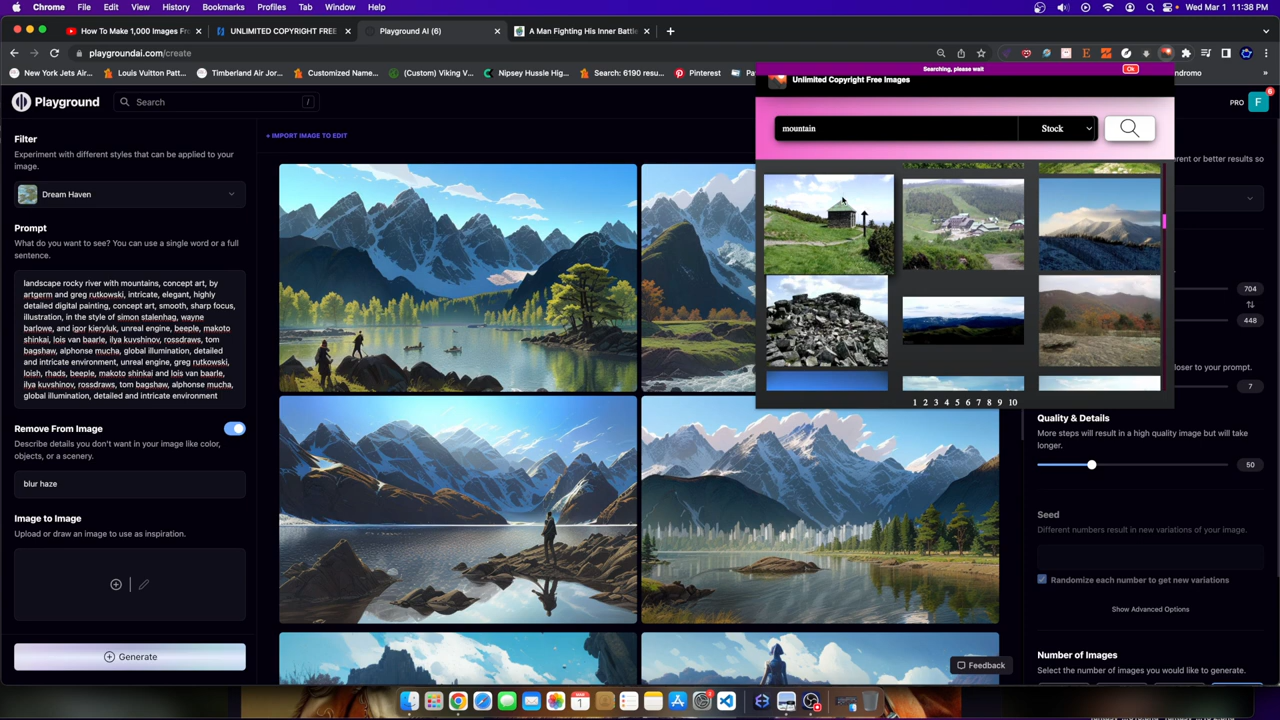 Chrome File Edit View History Bookmarks Profiles Tab Window Help
Wed Mar 1 11:38 PM
How To Make 1,000 Images Fr
UNLIMITED COPYRIGHT FREE
Playground AI (6)
A Man Fighting His Inner Battle
playgroundai.com/create
New York Jets Air...
Louis Vuitton Patt...
Timberland Air Jor...
Customized Name...
(Custom) Viking V...
Nipsey Hussle Hig...
Search: 6190 resu...
Pinterest
Pa
ndromo
»
Playground
Search
/
PRO
F
6
Searching, please wait
Ok
Unlimited Copyright Free Images
mountain
Stock
1 2 3 4 5 6 7 8 9 10
Filter
Experiment with different styles that can be applied to your
image.
Dream Haven
Prompt
What do you want to see? You can use a single word or a full
sentence.
landscape rocky river with mountains, concept art, by
artgerm and greg rutkowski, intricate, elegant, highly
detailed digital painting, concept art, smooth, sharp focus,
illustration, in the style of simon stalenhag, wayne
barlowe, and igor kieryluk, unreal engine, beeple, makoto
shinkai, lois van baarle, ilya kuvshinov, rossdraws, tom
bagshaw, alphonse mucha, global illumination, detailed
and intricate environment, unreal engine, greg rutkowski,
loish, rhads, beeple, makoto shinkai and lois van baarle,
ilya kuvshinov, rossdraws, tom bagshaw, alphonse mucha,
global illumination, detailed and intricate environment
Remove From Image
Describe details you don't want in your image like color,
objects, or a scenery.
blur haze
Image to Image
Upload or draw an image to use as inspiration.
Generate
+ IMPORT IMAGE TO EDIT
Feedback
erent or better results so
704
448
loser to your prompt.
7
Quality & Details
More steps will result in a high quality image but will take
longer.
50
Seed
Different numbers result in new variations of your image.
Randomize each number to get new variations
Show Advanced Options
Number of Images
Select the number of images you would like to generate.